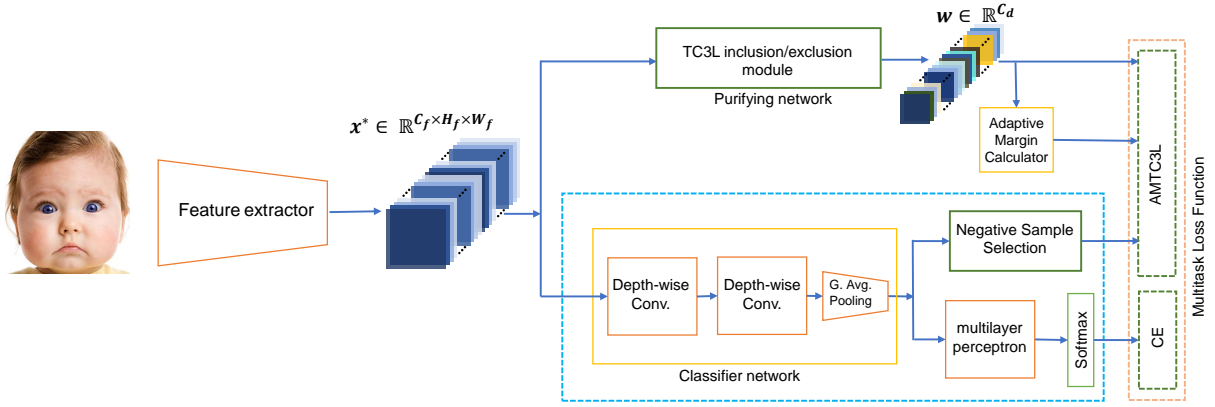 Feature extractor
x* ∈ ℝ^{C_f×H_f×W_f}
TC3L inclusion/exclusion
module
Purifying network
w ∈ ℝ^{C_d}
Adaptive
Margin
Calculator
Depth-wise
Conv.
Depth-wise
Conv.
G. Avg.
Pooling
Classifier network
Negative Sample
Selection
multilayer
perceptron
Softmax
AMTC3L
CE
Multitask Loss Function